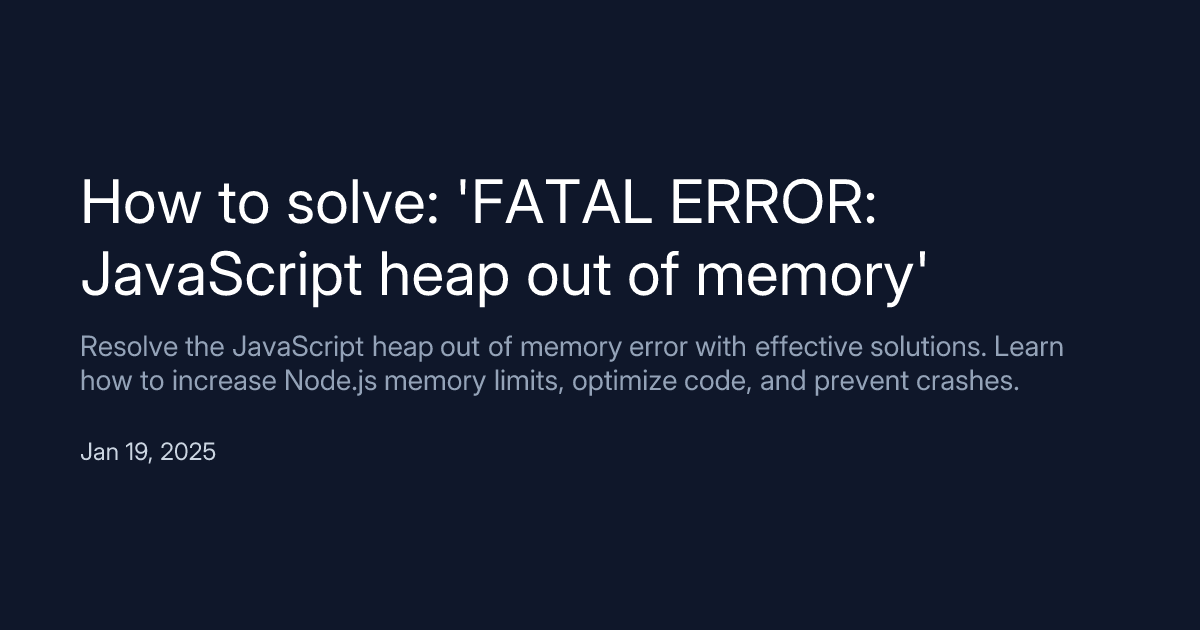 How to solve: 'FATAL ERROR:
JavaScript heap out of memory'
Resolve the JavaScript heap out of memory error with effective solutions. Learn
how to increase Node.js memory limits, optimize code, and prevent crashes.
Jan 19, 2025